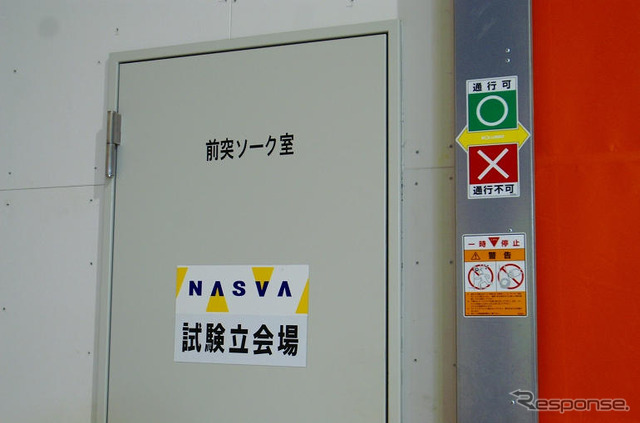 前突ソーク室
NASVA
試験立会場
通行可
通行不可
一時停止
警告
Response.